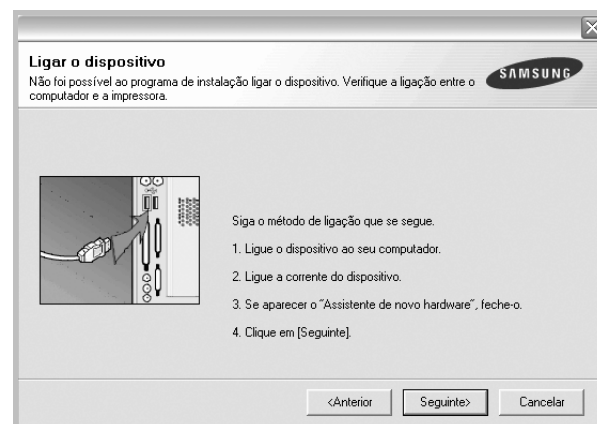 Ligar o dispositivo
Não foi possível ao programa de instalação ligar o dispositivo. Verifique a ligação entre o
computador e a impressora.
SAMSUNG
Siga o método de ligação que se segue.
1. Ligue o dispositivo ao seu computador.
2. Ligue a corrente do dispositivo.
3. Se aparecer o "Assistente de novo hardware", feche-o.
4. Clique em [Seguinte].
<Anterior
Seguinte>
Cancelar